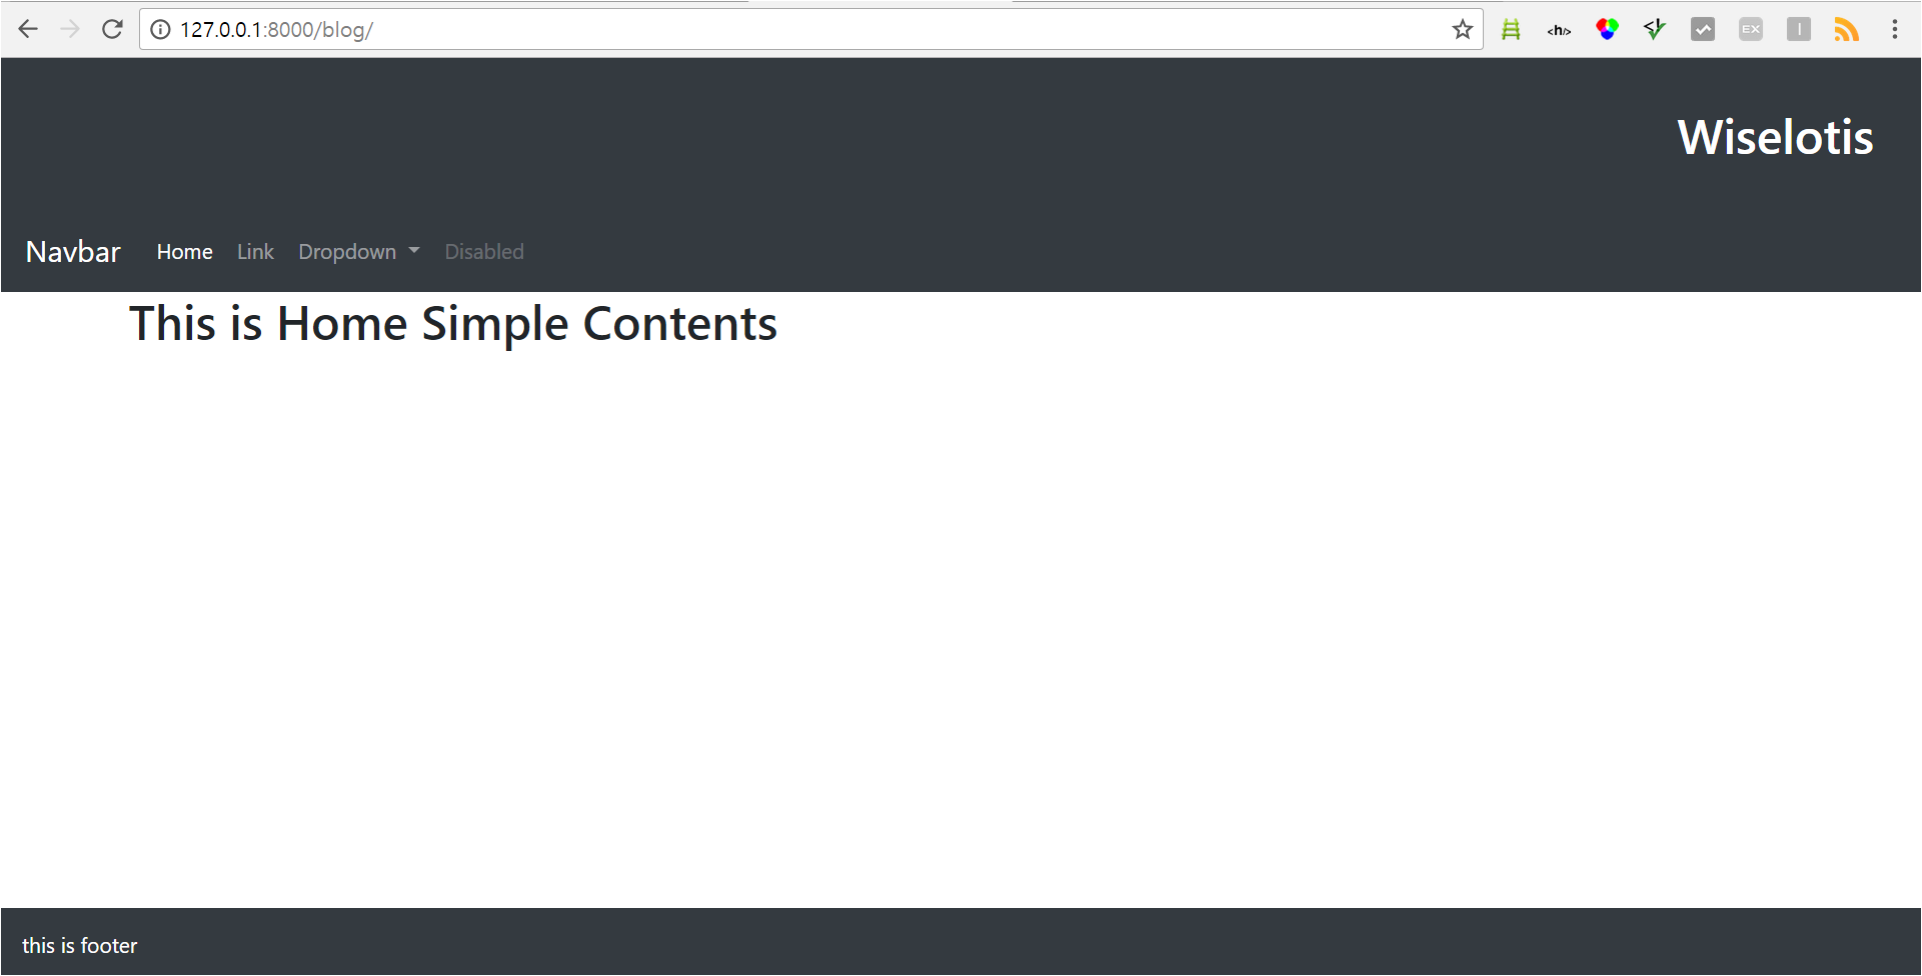 127.0.0.1:8000/blog/
<h/>
EX
Wiselotis
Navbar Home Link Dropdown Disabled
This is Home Simple Contents
this is footer